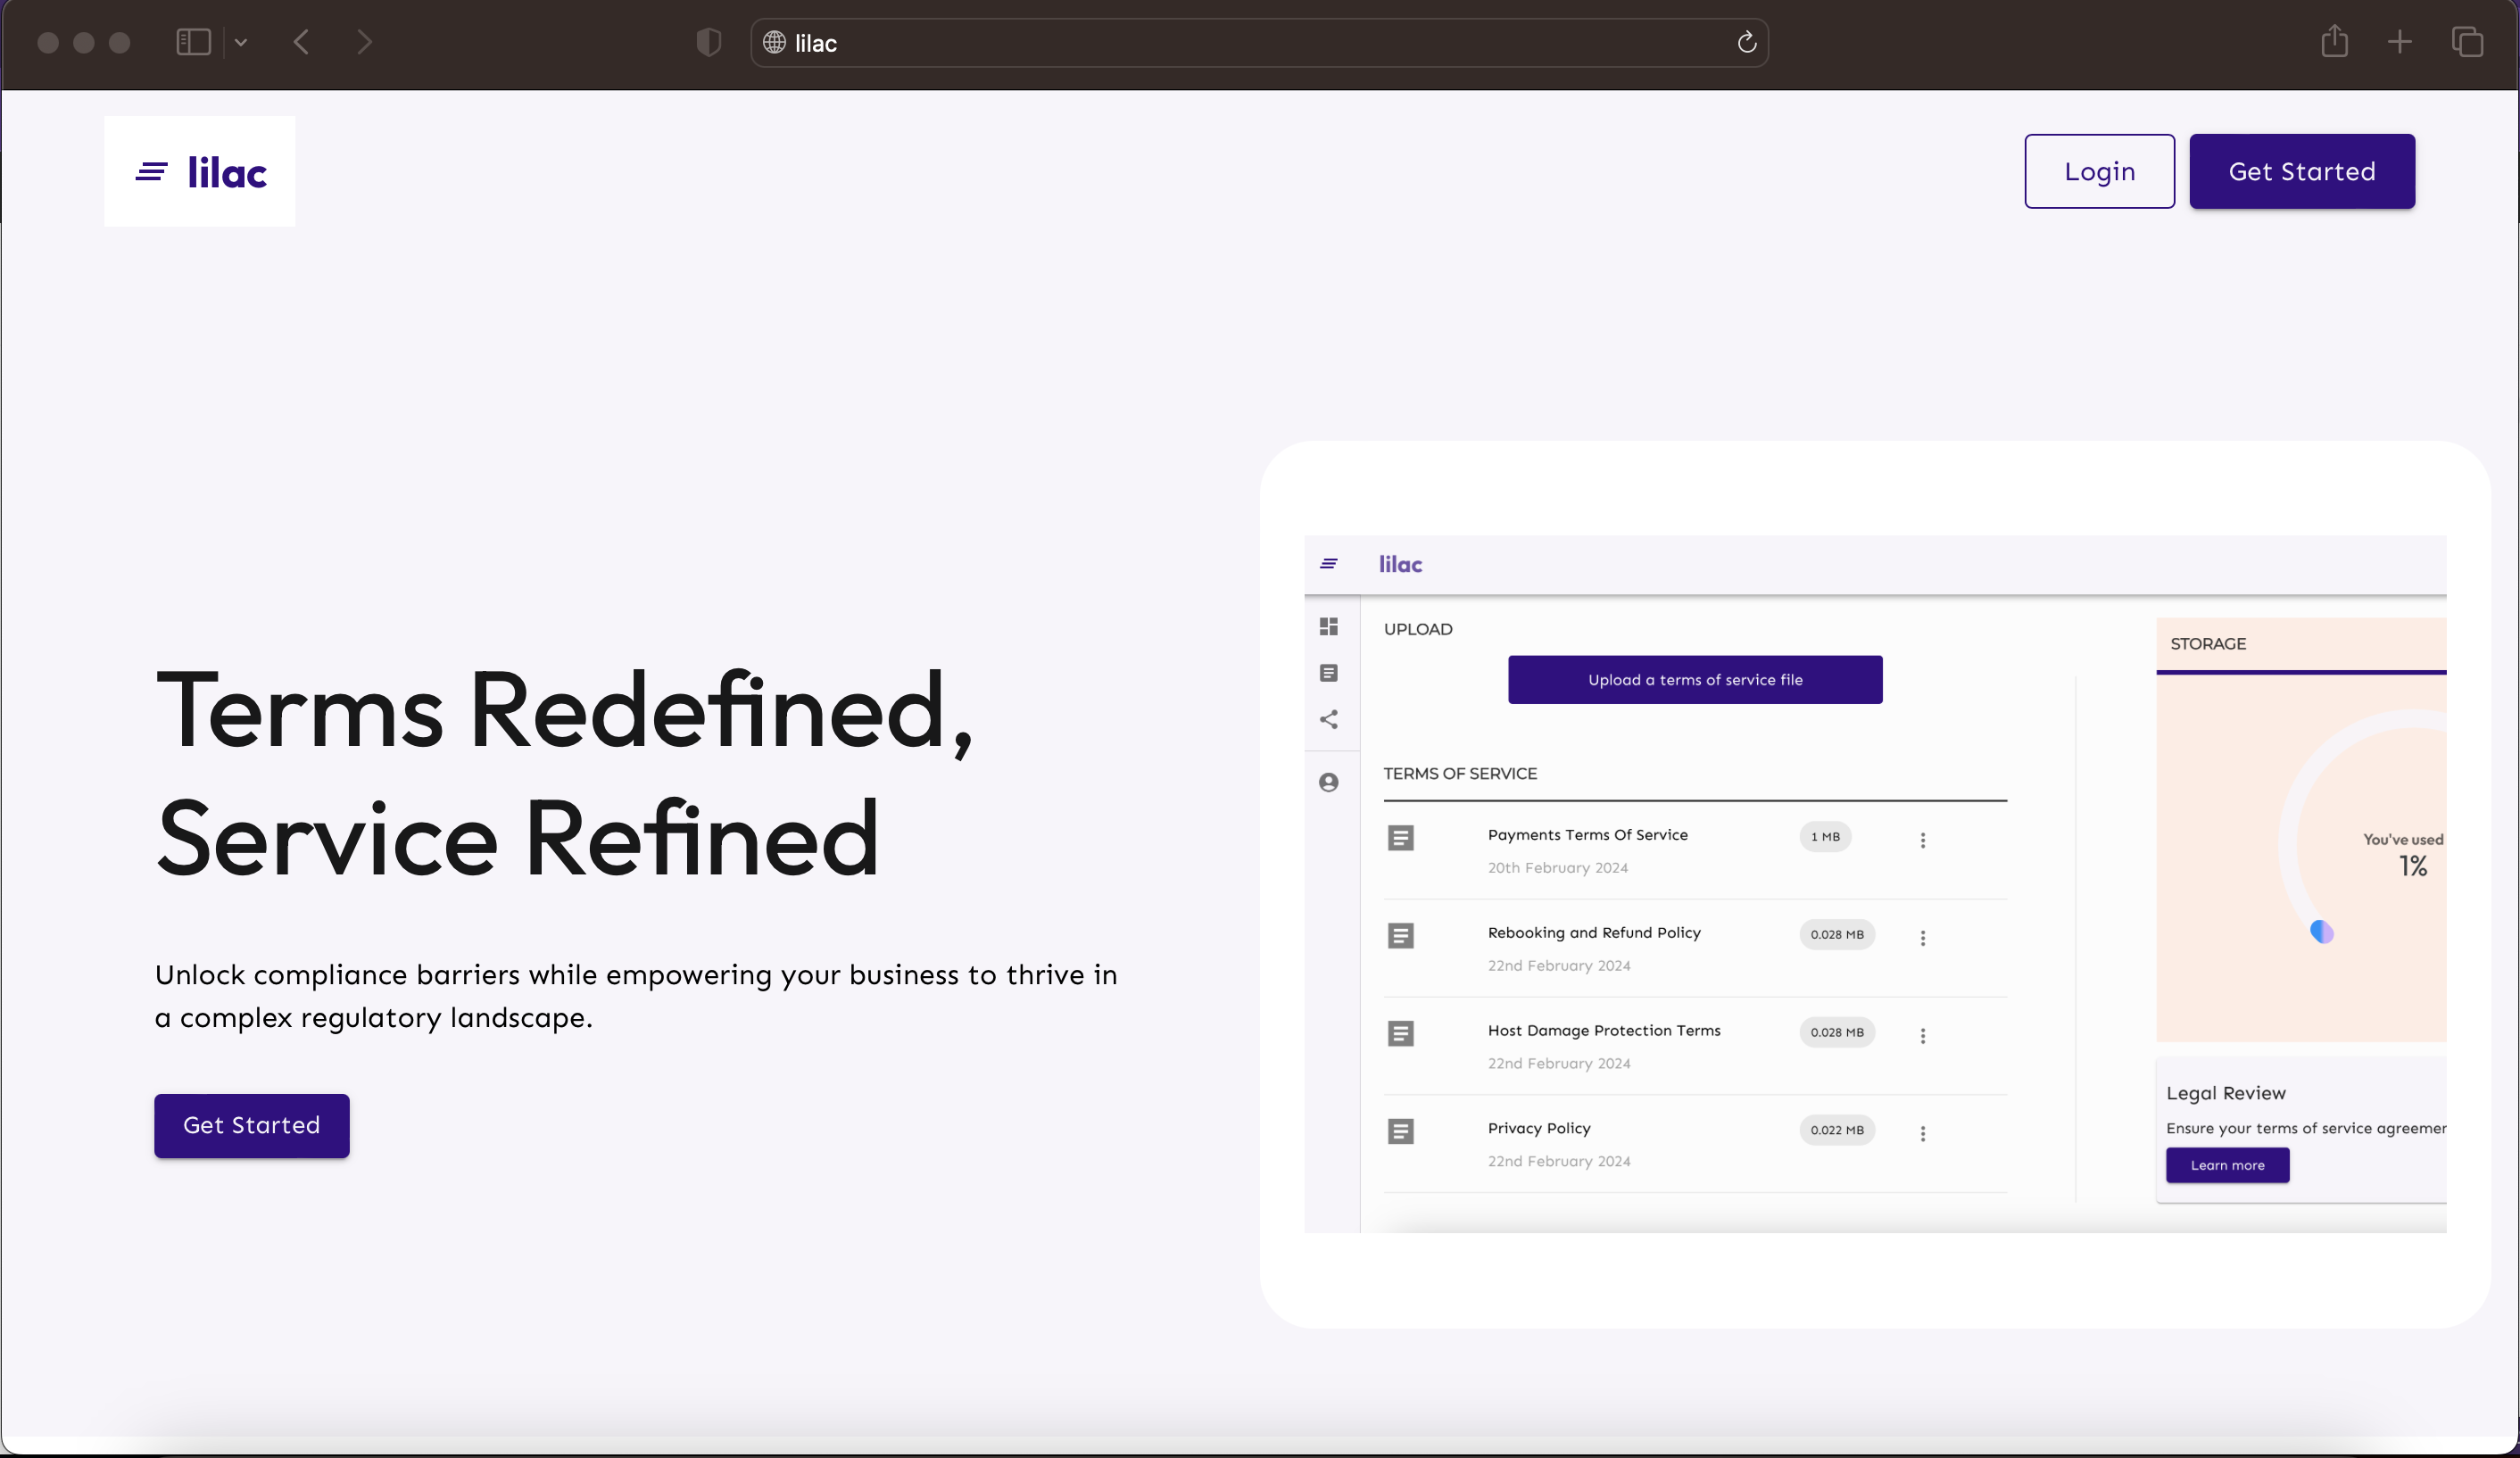 lilac
lilac
Login
Get Started
Terms Redefined,
Service Refined
Unlock compliance barriers while empowering your business to thrive in
a complex regulatory landscape.
Get Started
lilac
UPLOAD
Upload a terms of service file
TERMS OF SERVICE
Payments Terms Of Service
1 MB
20th February 2024
Rebooking and Refund Policy
0.028 MB
22nd February 2024
Host Damage Protection Terms
0.028 MB
22nd February 2024
Privacy Policy
0.022 MB
22nd February 2024
STORAGE
You've used
1%
Legal Review
Ensure your terms of service
Learn more